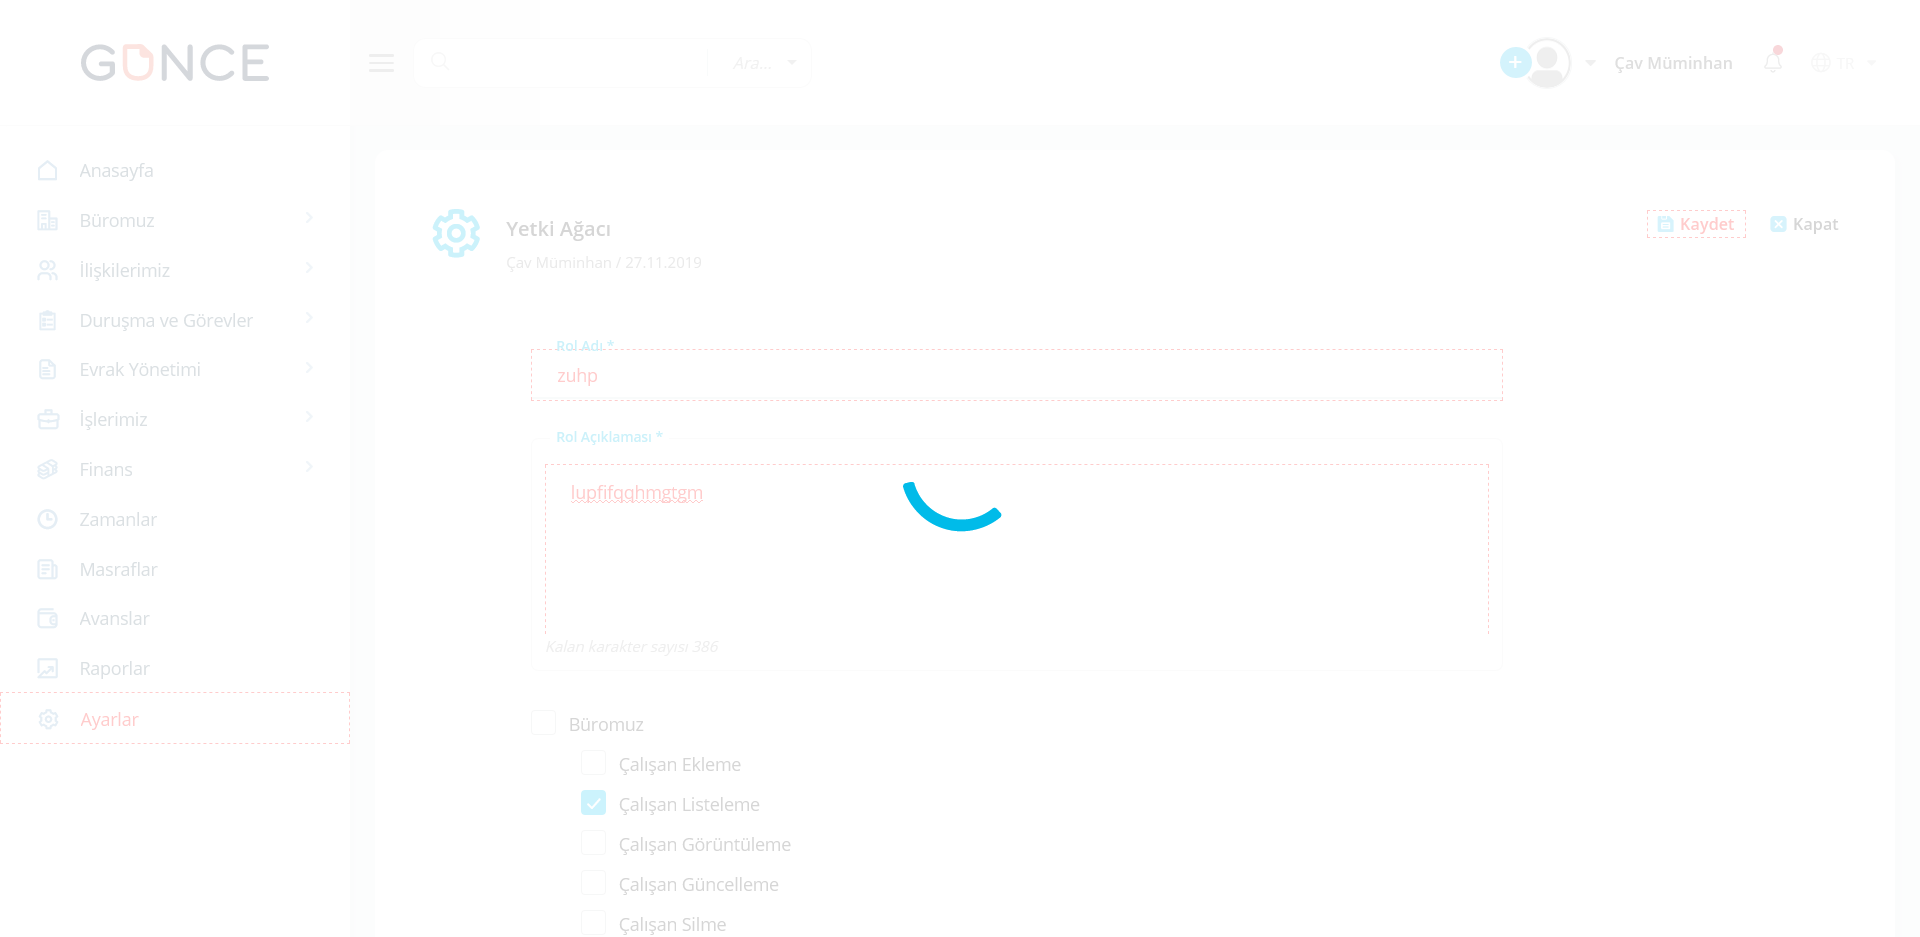 GÜNCE
Ara...
Çav Müminhan
TR
Anasayfa
Büromuz
İlişkilerimiz
Duruşma ve Görevler
Evrak Yönetimi
İşlerimiz
Finans
Zamanlar
Masraflar
Avanslar
Raporlar
Ayarlar
Yetki Ağacı
Çav Müminhan / 27.11.2019
Kaydet
Kapat
Rol Adı *
zuhp
Rol Açıklaması *
lupfifqqhmgtgm
Kalan karakter sayısı 386
Büromuz
Çalışan Ekleme
Çalışan Listeleme
Çalışan Görüntüleme
Çalışan Güncelleme
Çalışan Silme